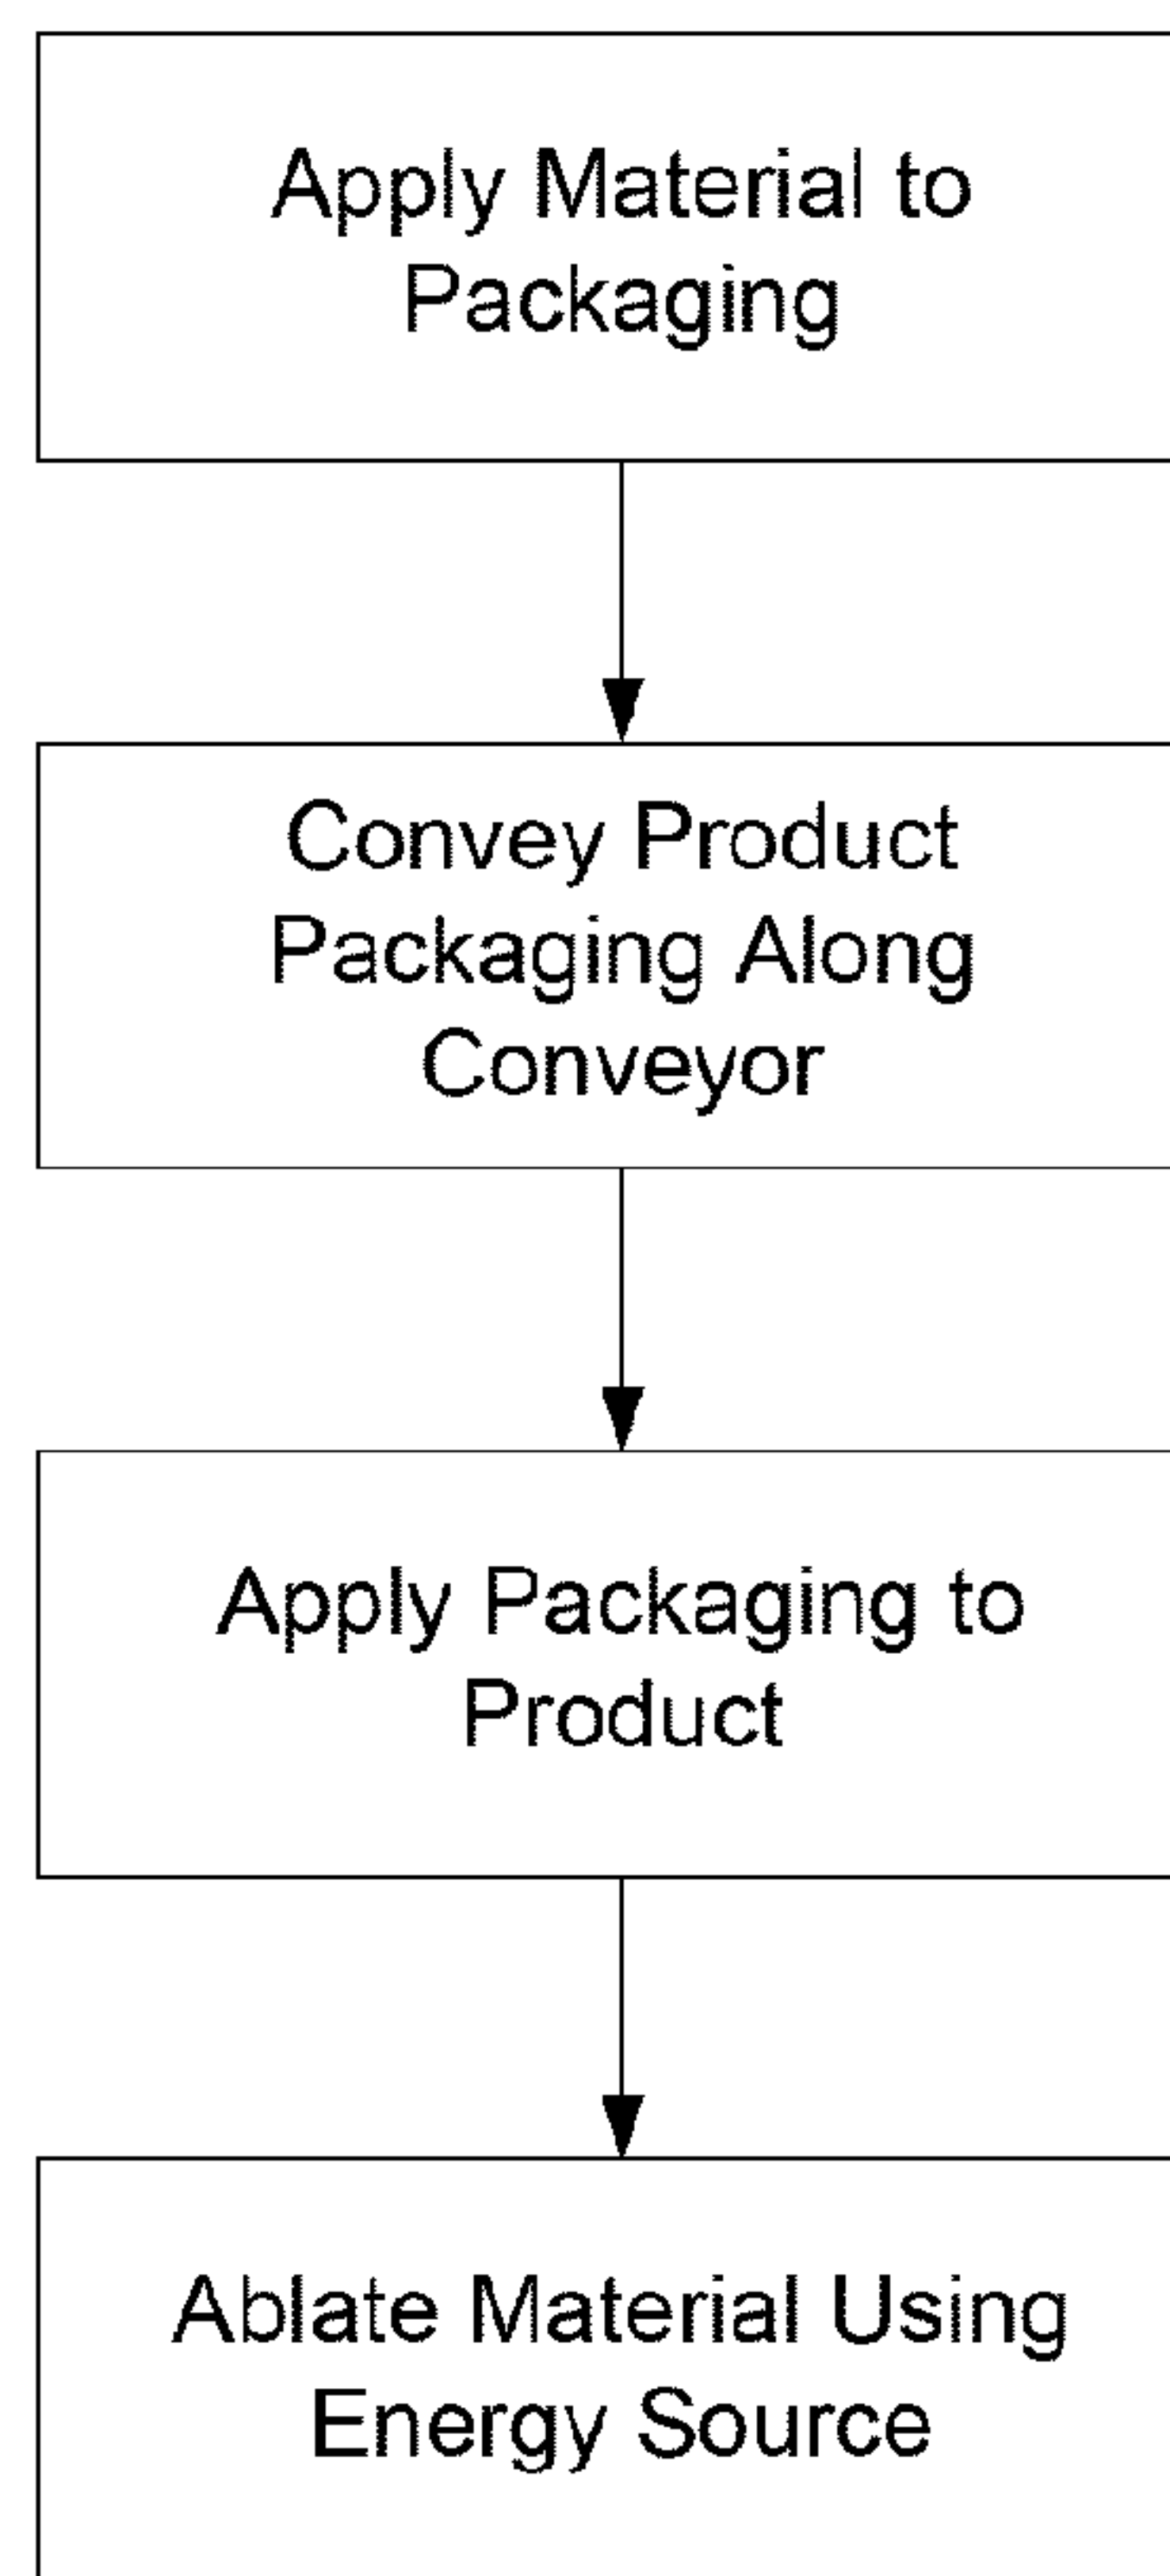 Apply Material to
Packaging
Convey Product
Packaging Along
Conveyor
Apply Packaging to
Product
Ablate Material Using
Energy Source